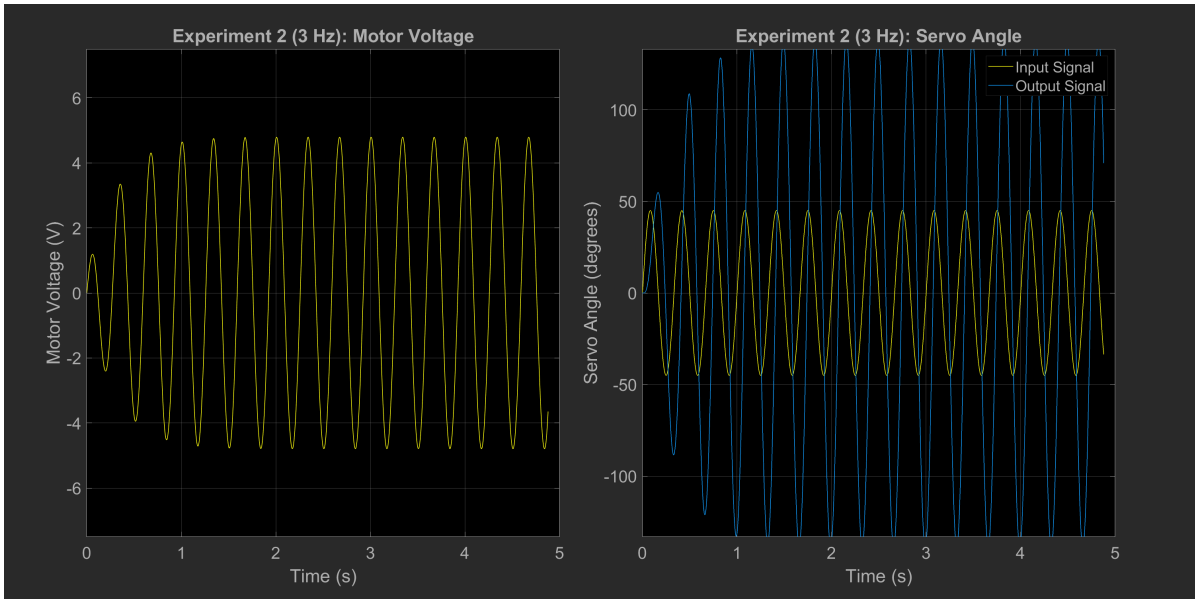 Experiment 2 (3 Hz): Motor Voltage
Motor Voltage (V)
6
4
2
0
-2
-4
-6
0 1 2 3 4 5
Time (s)
Experiment 2 (3 Hz): Servo Angle
Input Signal
Output Signal
Servo Angle (degrees)
100
50
0
-50
-100
0 1 2 3 4 5
Time (s)